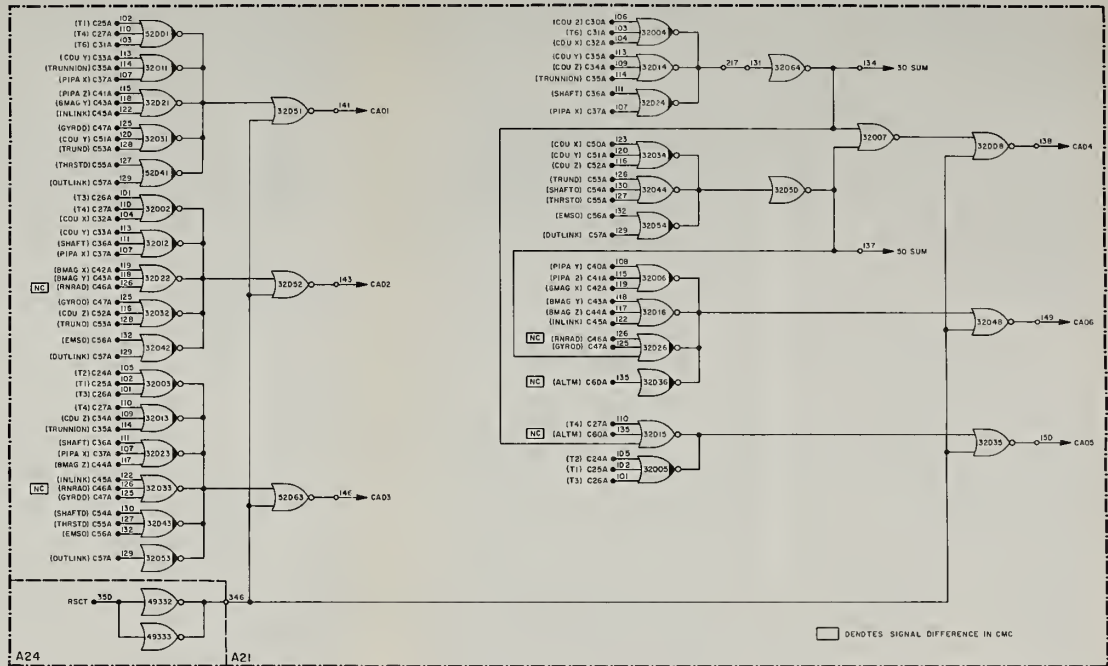 (T1) C25A 102
(T4) C27A 110
(T6) C31A 103
52D01
(CDU Y) C33A 113
(TRUNNION) C35A 114
(PIPA X) C37A 107
32D11
(PIPA Z) C41A 115
(BMAG Y) C43A 118
(INLINK) C45A 122
32D21
(GYROD) C47A 125
(CDU Y) C51A 120
(TRUND) C53A 128
32D31
(THRSTD) C55A 127
(OUTLINK) C57A 129
52D41
32D51
141
CAD1
(T3) C26A 101
(T4) C27A 110
(CDU X) C32A 104
32D02
(CDU Y) C33A 113
(SHAFT) C36A 111
(PIPA X) C37A 107
32D12
(BMAG X) C42A 119
(BMAG Y) C43A 118
NC (RNRAD) C46A 126
32D22
(GYROD) C47A 125
(CDU Z) C52A 116
(TRUND) C53A 128
32D32
(EMSD) C56A 132
(OUTLINK) C57A 129
32D42
32D52
143
CAD2
(T2) C24A 105
(T1) C25A 102
(T3) C26A 101
32D03
(T4) C27A 110
(CDU Z) C34A 109
(TRUNNION) C35A 114
32D13
(SHAFT) C36A 111
(PIPA X) C37A 107
(BMAG Z) C44A 117
32D23
(INLINK) C45A 122
NC (RNRAD) C46A 126
(GYROD) C47A 125
32D33
(SHAFTD) C54A 130
(THRSTD) C55A 127
(EMSD) C56A 132
32D43
(OUTLINK) C57A 129
32D53
52D63
146
CAD3
RSCT 350
49332
49333
346
A24
A21
(CDU Z) C30A 106
(T6) C31A 103
(CDU X) C32A 104
32D04
(CDU Y) C35A 113
(CDU Z) C34A 109
(TRUNNION) C35A 114
32D14
(SHAFT) C36A 111
(PIPA X) C37A 107
32D24
217 131
32D64
134
30 SUM
(CDU X) C50A 123
(CDU Y) C51A 120
(CDU Z) C52A 116
32D34
(TRUND) C53A 126
(SHAFTD) C54A 130
(THRSTD) C55A 127
32D44
(EMSD) C56A 132
(OUTLINK) C57A 129
32D54
32D50
32D07
32D08
138
CAD4
137
50 SUM
(PIPA Y) C40A 108
(PIPA Z) C41A 115
(BMAG X) C42A 119
32D06
(BMAG Y) C43A 118
(BMAG Z) C44A 117
(INLINK) C45A 122
32D16
NC (RNRAD) C46A 126
(GYROD) C47A 125
32D26
NC (ALTM) C60A 135
32D36
32D48
149
CAD6
(T4) C27A 110
NC (ALTM) C60A 135
32D15
(T2) C24A 105
(T1) C25A 102
(T3) C26A 101
32D05
32D35
150
CAD5
DENOTES SIGNAL DIFFERENCE IN CMC